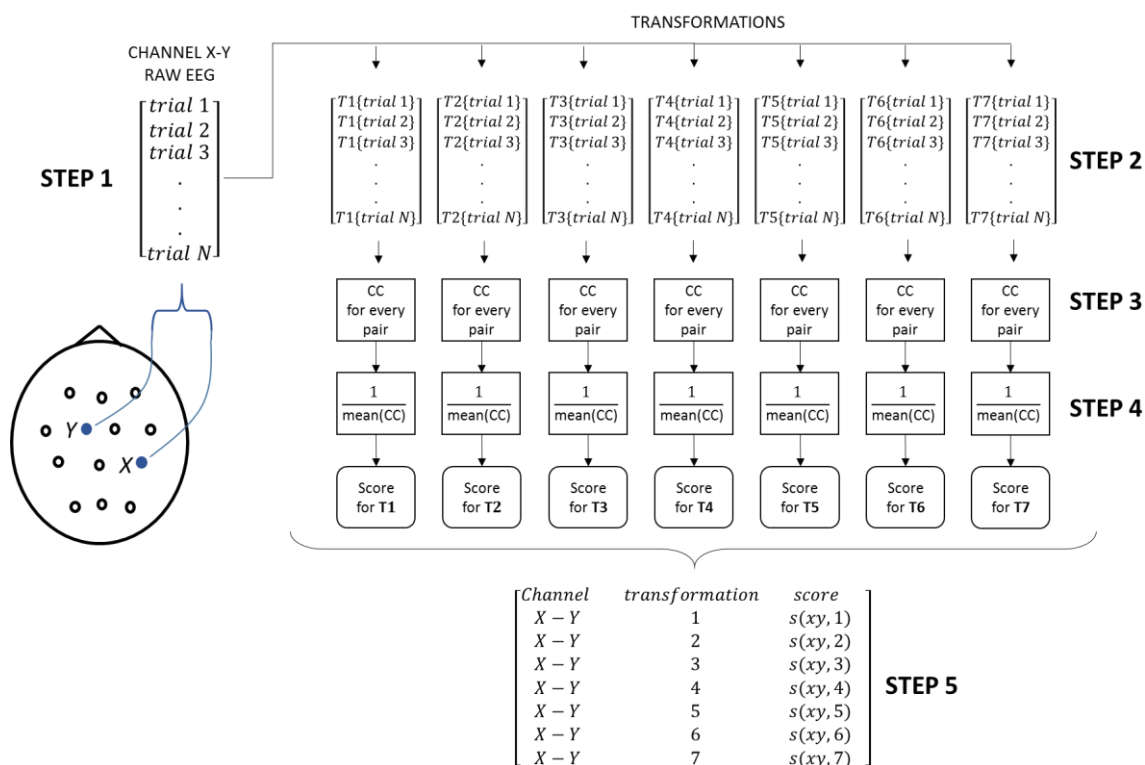 TRANSFORMATIONS
CHANNEL X-Y
RAW EEG
trial 1
trial 2
trial 3
.
.
.
trial N
STEP 1
T1{trial 1} T2{trial 1} T3{trial 1} T4{trial 1} T5{trial 1} T6{trial 1} T7{trial 1}
T1{trial 2} T2{trial 2} T3{trial 2} T4{trial 2} T5{trial 2} T6{trial 2} T7{trial 2}
T1{trial 3} T2{trial 3} T3{trial 3} T4{trial 3} T5{trial 3} T6{trial 3} T7{trial 3}
. . . . . . .
. . . . . . .
. . . . . . .
T1{trial N} T2{trial N} T3{trial N} T4{trial N} T5{trial N} T6{trial N} T7{trial N}
STEP 2
CC CC CC CC CC CC CC
for every for every for every for every for every for every for every
pair pair pair pair pair pair pair
STEP 3
1 1 1 1 1 1 1
mean(CC) mean(CC) mean(CC) mean(CC) mean(CC) mean(CC) mean(CC)
STEP 4
Y
X
Score Score Score Score Score Score Score
for T1 for T2 for T3 for T4 for T5 for T6 for T7
Channel transformation score
X − Y 1 s(xy, 1)
X − Y 2 s(xy, 2)
X − Y 3 s(xy, 3)
X − Y 4 s(xy, 4)
X − Y 5 s(xy, 5)
X − Y 6 s(xy, 6)
X − Y 7 s(xy, 7)
STEP 5